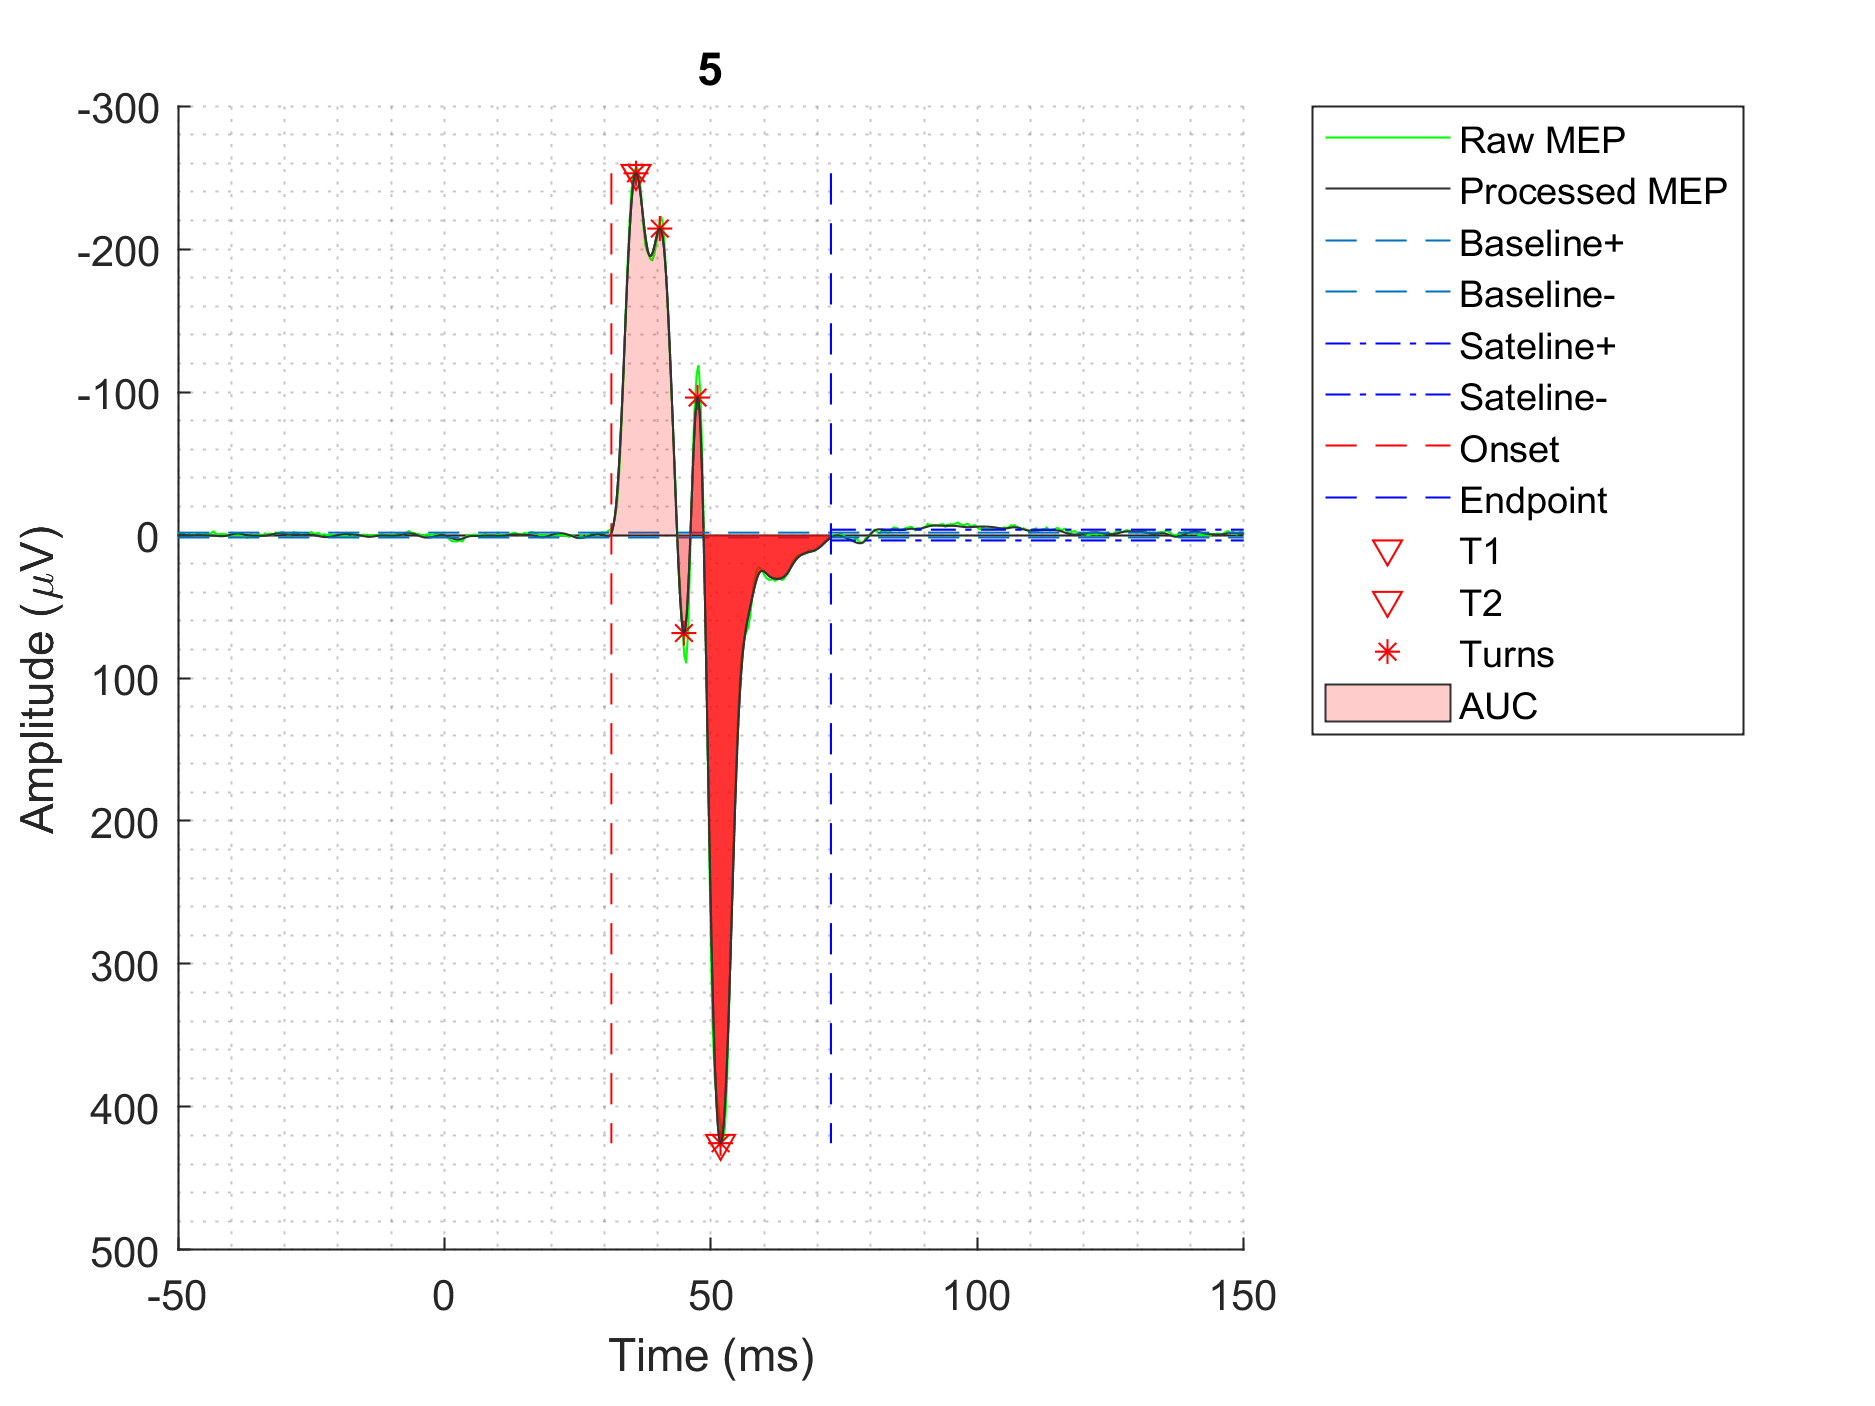 5
-300
-200
-100
0
100
200
300
400
500
Amplitude (μV)
-50
0
50
100
150
Time (ms)
Raw MEP
Processed MEP
Baseline+
Baseline-
Sateline+
Sateline-
Onset
Endpoint
T1
T2
Turns
AUC